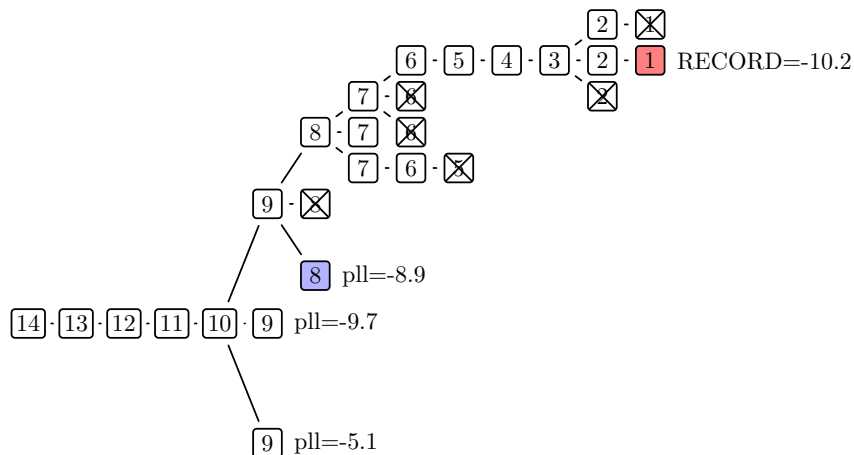 2 1
6 5 4 3 2 1 RECORD=-10.2
7 6 2
8 7 6
7 6 5
9 8
8 pll=-8.9
14 13 12 11 10 9 pll=-9.7
9 pll=-5.1